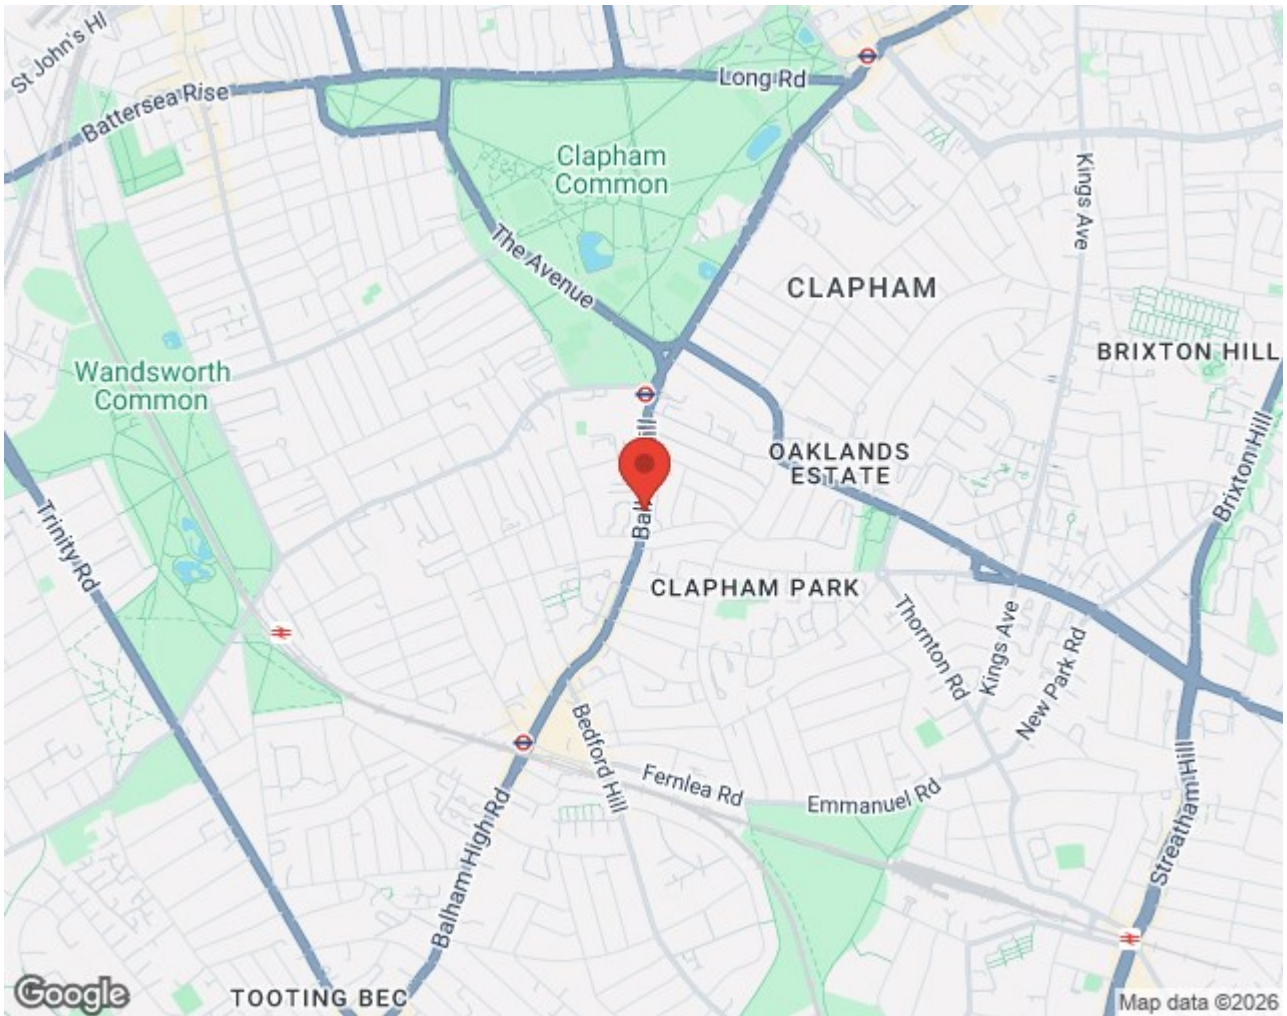 St John's Hl
Battersea Rise
Long Rd
Clapham
Common
Kings Ave
The Avenue
CLAPHAM
BRIXTON HILL
Wandsworth
Common
OAKLANDS
ESTATE
Brixton Hill
Trinity Rd
CLAPHAM PARK
Thornton Rd
Kings Ave
New Park Rd
Bedford Hill
Fernlea Rd
Emmanuel Rd
Balham High Rd
Streatham Hill
TOOTING BEC
Google
Map data ©2026